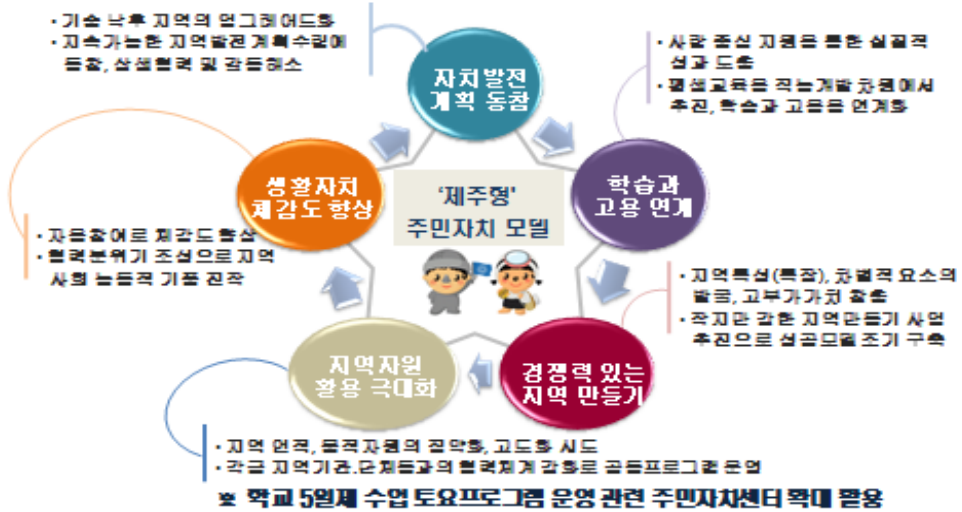 · 기술 낙후 지역의 업그레이드화
· 지속가능한 지역발전계획수립에
동참, 상생협력 및 갈등해소
자치발전
계획 동참
· 사람 중심 지원을 통한 실질적
성과 도출
· 평생교육을 직능개발차원에서
추진, 학습과 고용을 연계화
생활자치
체감도 향상
'제주형'
주민자치 모델
학습과
고용 연계
· 자율참여로 체감도 향상
· 협력분위기 조성으로 지역
사회 능동적 기풍 진작
· 지역특성(특장), 차별적 요소의
발굴, 고부가가치 창출
· 작지만 강한 지역만들기 사업
추진으로 성공모델조기 구축
지역자원
활용 극대화
경쟁력 있는
지역 만들기
· 지역 인적, 물적자원의 집약화, 고도화 시도
· 각급 지역기관.단체등과의 협력체계 강화로 공동프로그램 운영
※ 학교 5일제 수업 토요프로그램 운영 관련 주민자치센터 확대 활용